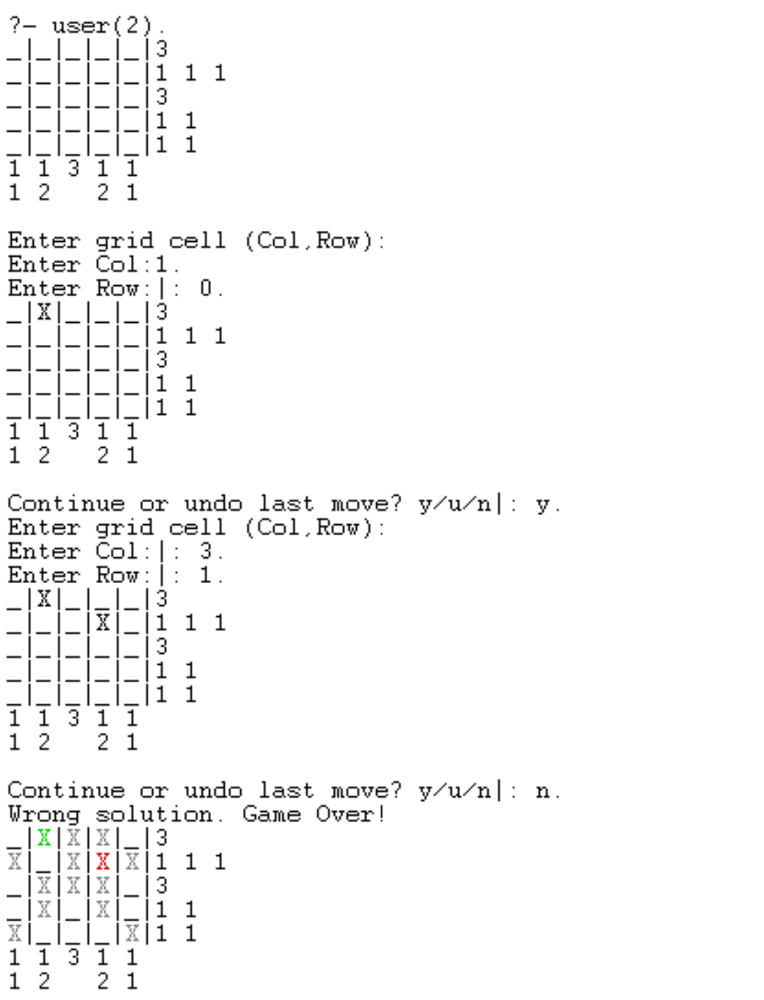 ?- user(2).
_|_|_|_|_|3
_|_|_|_|_|1 1 1
_|_|_|_|_|3
_|_|_|_|_|1 1
_|_|_|_|_|1 1
1 1 3 1 1
1 2   2 1
Enter grid cell (Col,Row):
Enter Col:1.
Enter Row:|: 0.
_|X|_|_|_|3
_|_|_|_|_|1 1 1
_|_|_|_|_|3
_|_|_|_|_|1 1
_|_|_|_|_|1 1
1 1 3 1 1
1 2   2 1
Continue or undo last move? y/u/n|: y.
Enter grid cell (Col,Row):
Enter Col:|: 3.
Enter Row:|: 1.
_|X|_|_|_|3
_|_|_|X|_|1 1 1
_|_|_|_|_|3
_|_|_|_|_|1 1
_|_|_|_|_|1 1
1 1 3 1 1
1 2   2 1
Continue or undo last move? y/u/n|: n.
Wrong solution. Game Over!
_|X|X|X|_|3
X|_|X|X|X|1 1 1
_|X|X|X|_|3
_|X|_|X|_|1 1
X|_|_|_|X|1 1
1 1 3 1 1
1 2   2 1